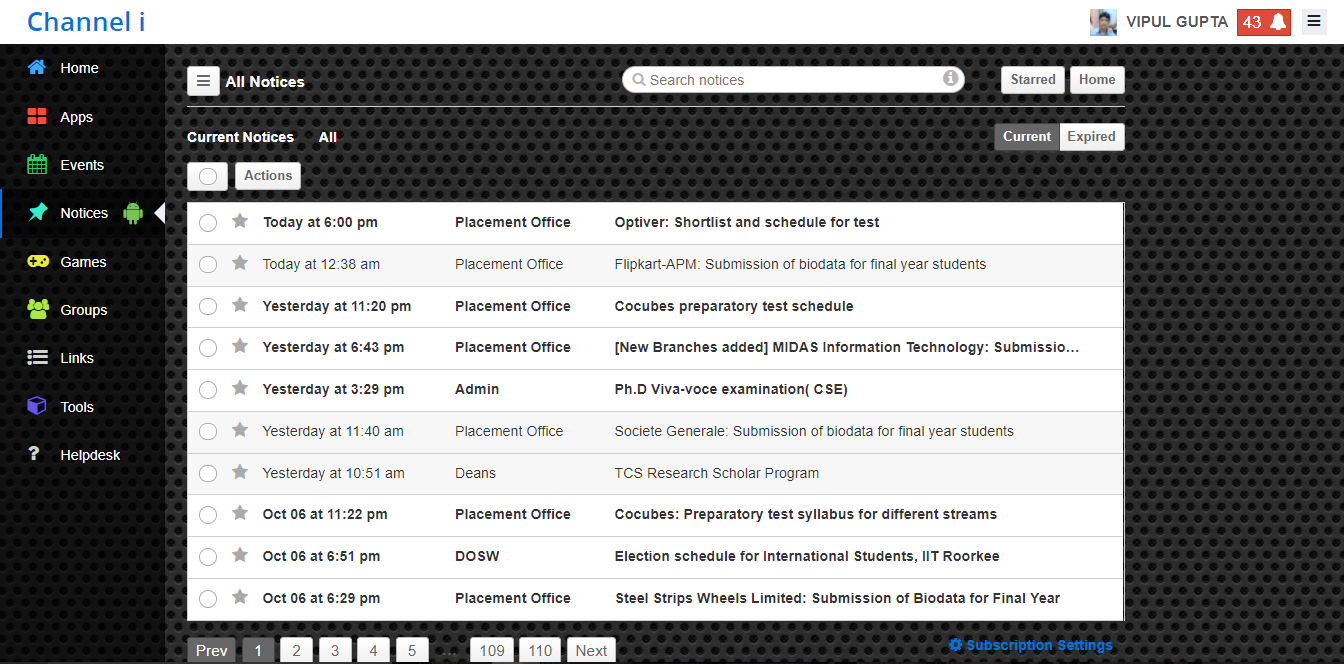 Channel i
VIPUL GUPTA 43
Home
Apps
Events
Notices
Games
Groups
Links
Tools
? Helpdesk
All Notices Search notices Starred Home
Current Notices All Current Expired
Actions
Today at 6:00 pm Placement Office Optiver: Shortlist and schedule for test
Today at 12:38 am Placement Office Flipkart-APM: Submission of biodata for final year students
Yesterday at 11:20 pm Placement Office Cocubes preparatory test schedule
Yesterday at 6:43 pm Placement Office [New Branches added] MIDAS Information Technology: Submissio...
Yesterday at 3:29 pm Admin Ph.D Viva-voce examination( CSE)
Yesterday at 11:40 am Placement Office Societe Generale: Submission of biodata for final year students
Yesterday at 10:51 am Deans TCS Research Scholar Program
Oct 06 at 11:22 pm Placement Office Cocubes: Preparatory test syllabus for different streams
Oct 06 at 6:51 pm DOSW Election schedule for International Students, IIT Roorkee
Oct 06 at 6:29 pm Placement Office Steel Strips Wheels Limited: Submission of Biodata for Final Year
Prev 1 2 3 4 5 ... 109 110 Next Subscription Settings